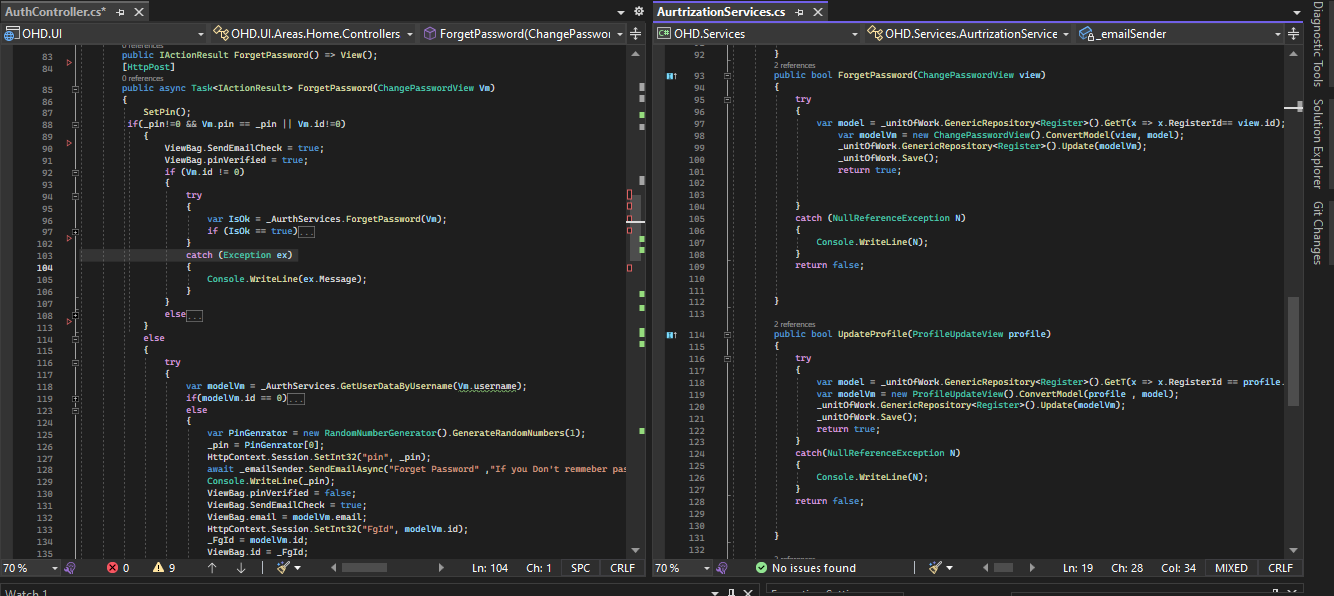 AuthController.cs*
OHD.UI
OHD.UI.Areas.Home.Controllers
ForgetPassword(ChangePasswor
0 references
83 public IActionResult ForgetPassword() => View();
84 [HttpPost]
0 references
85 public async Task<IActionResult> ForgetPassword(ChangePasswordView Vm)
86 {
87 SetPin();
88 if(_pin!=0 && Vm.pin == _pin || Vm.id!=0)
89 {
90 ViewBag.SendEmailCheck = true;
91 ViewBag.pinVerified = true;
92 if (Vm.id != 0)
93 {
94 try
95 {
96 var IsOk = _AurthServices.ForgetPassword(Vm);
97 if (IsOk == true)...
102 }
103 catch (Exception ex)
104 {
105 Console.WriteLine(ex.Message);
106 }
107 }
108 else...
113 }
114 else
115 {
116 try
117 {
118 var modelVm = _AurthServices.GetUserDataByUsername(Vm.username);
119 if(modelVm.id == 0)...
123 else
124 {
125 var PinGenrator = new RandomNumberGenerator().GenerateRandomNumbers(1);
126 _pin = PinGenrator[0];
127 HttpContext.Session.SetInt32("pin", _pin);
128 await _emailSender.SendEmailAsync("Forget Password" ,"If you Don't remmeber pas
129 Console.WriteLine(_pin);
130 ViewBag.pinVerified = false;
131 ViewBag.SendEmailCheck = true;
132 ViewBag.email = modelVm.email;
133 HttpContext.Session.SetInt32("FgId", modelVm.id);
134 _FgId = modelVm.id;
135 ViewBag.id = _FgId;
70 %
0
9
Ln: 104 Ch: 1 SPC CRLF
Watch 1
AurtrizationServices.cs
OHD.Services
OHD.Services.AurtrizationService
_emailSender
92 }
2 references
93 public bool ForgetPassword(ChangePasswordView view)
94 {
95 try
96 {
97 var model = _unitOfWork.GenericRepository<Register>().GetT(x => x.RegisterId== view.id);
98 var modelVm = new ChangePasswordView().ConvertModel(view, model);
99 _unitOfWork.GenericRepository<Register>().Update(modelVm);
100 _unitOfWork.Save();
101 return true;
102
103
104 }
105 catch (NullReferenceException N)
106 {
107 Console.WriteLine(N);
108 }
109 return false;
110
111
112 }
113
2 references
114 public bool UpdateProfile(ProfileUpdateView profile)
115 {
116 try
117 {
118 var model = _unitOfWork.GenericRepository<Register>().GetT(x => x.RegisterId == profile.
119 var modelVm = new ProfileUpdateView().ConvertModel(profile , model);
120 _unitOfWork.GenericRepository<Register>().Update(modelVm);
121 _unitOfWork.Save();
122 return true;
123 }
124 catch(NullReferenceException N)
125 {
126 Console.WriteLine(N);
127 }
128 return false;
129
130
131 }
132
70 %
No issues found
Ln: 19 Ch: 28 Col: 34 MIXED CRLF
Diagnostic Tools
Solution Explorer
Git Changes